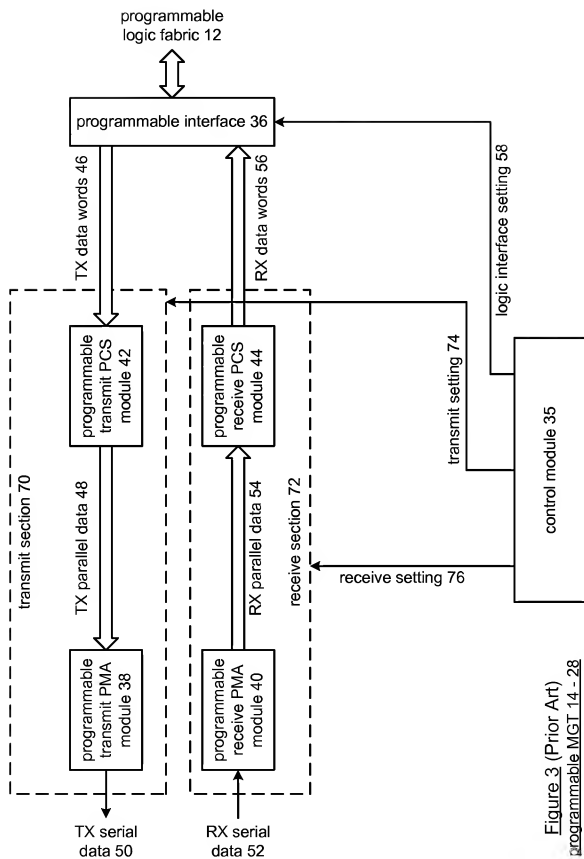 programmable
logic fabric 12
programmable interface 36
TX data words 46
RX data words 56
logic interface setting 58
programmable
transmit PCS
module 42
programmable
receive PCS
module 44
transmit setting 74
transmit section 70
TX parallel data 48
RX parallel data 54
receive section 72
receive setting 76
control module 35
programmable
transmit PMA
module 38
programmable
receive PMA
module 40
TX serial
data 50
RX serial
data 52
Figure 3 (Prior Art)
programmable MGT 14 - 28